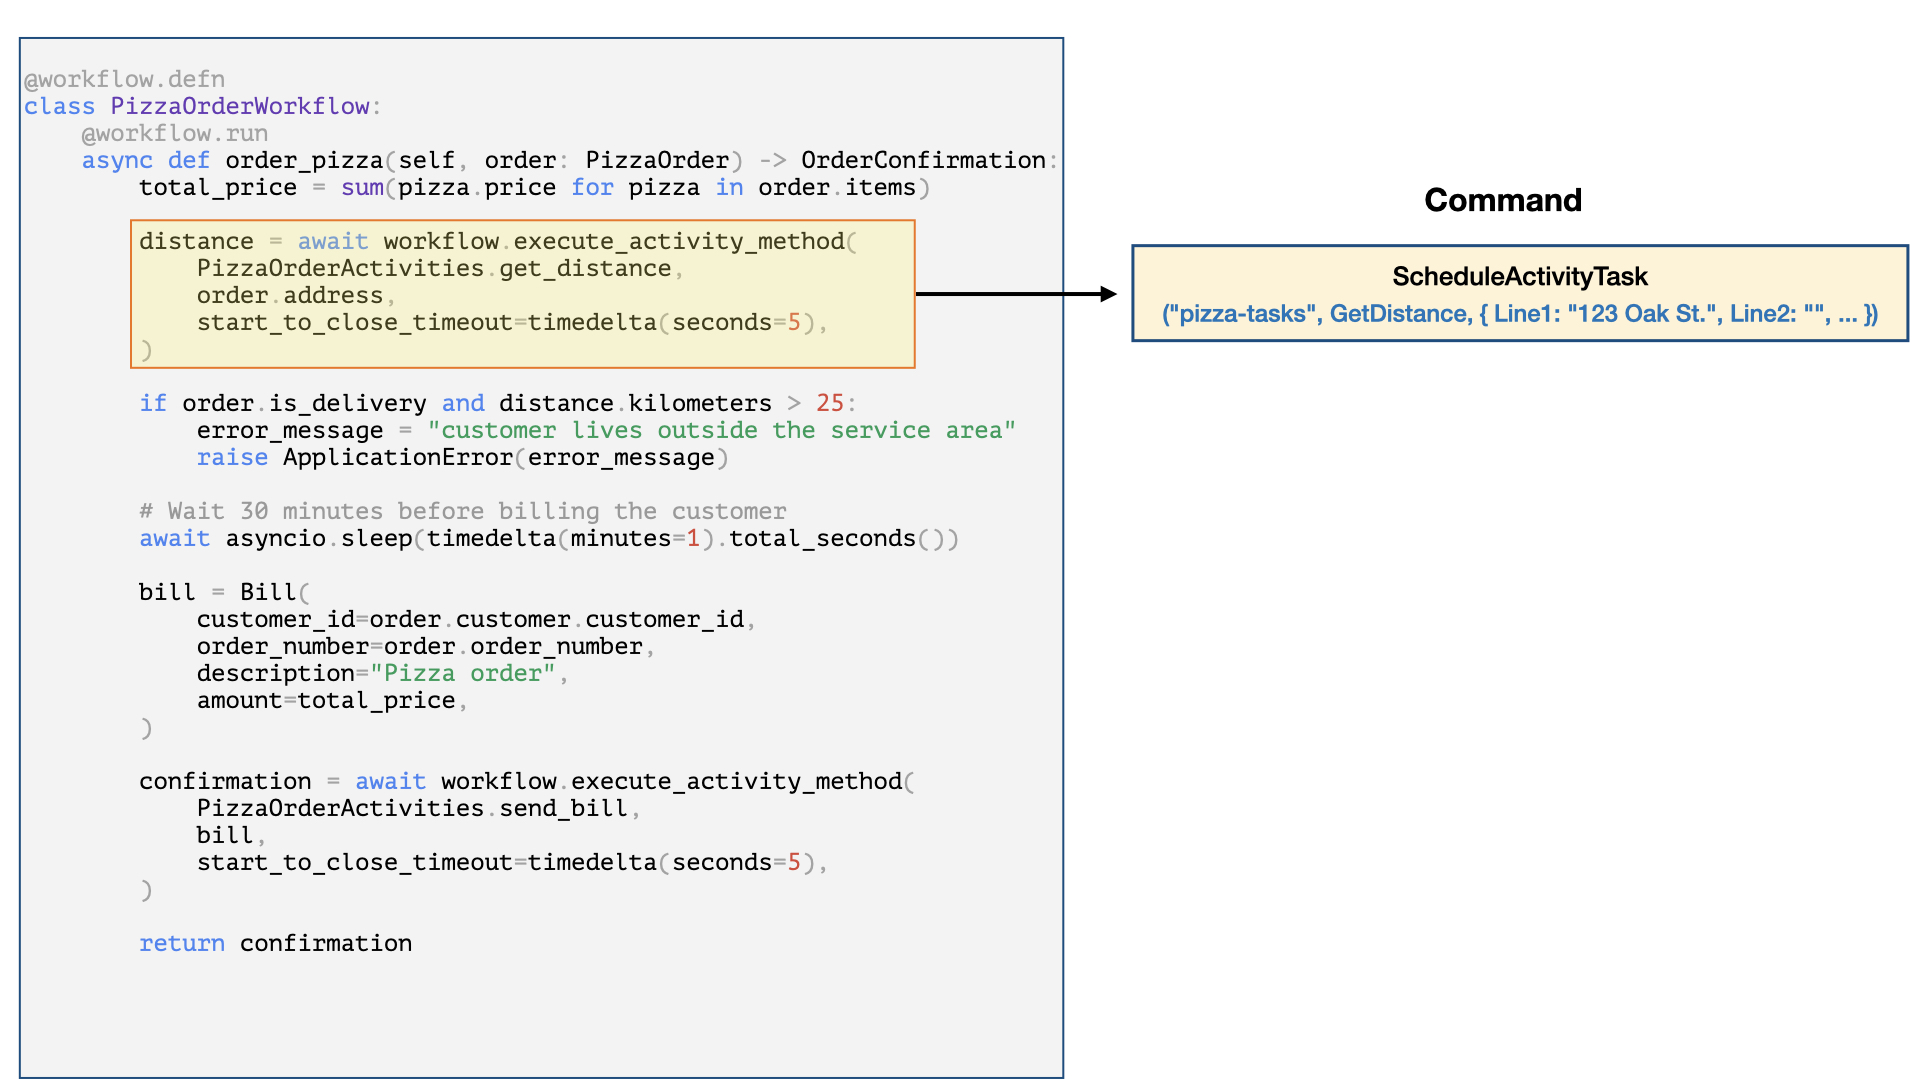 @workflow.defn
class PizzaOrderWorkflow:
    @workflow.run
    async def order_pizza(self, order: PizzaOrder) -> OrderConfirmation:
        total_price = sum(pizza.price for pizza in order.items)

        distance = await workflow.execute_activity_method(
            PizzaOrderActivities.get_distance,
            order.address,
            start_to_close_timeout=timedelta(seconds=5),
        )

        if order.is_delivery and distance.kilometers > 25:
            error_message = "customer lives outside the service area"
            raise ApplicationError(error_message)

        # Wait 30 minutes before billing the customer
        await asyncio.sleep(timedelta(minutes=1).total_seconds())

        bill = Bill(
            customer_id=order.customer.customer_id,
            order_number=order.order_number,
            description="Pizza order",
            amount=total_price,
        )

        confirmation = await workflow.execute_activity_method(
            PizzaOrderActivities.send_bill,
            bill,
            start_to_close_timeout=timedelta(seconds=5),
        )

        return confirmation
Command
ScheduleActivityTask
("pizza-tasks", GetDistance, { Line1: "123 Oak St.", Line2: "", ... })